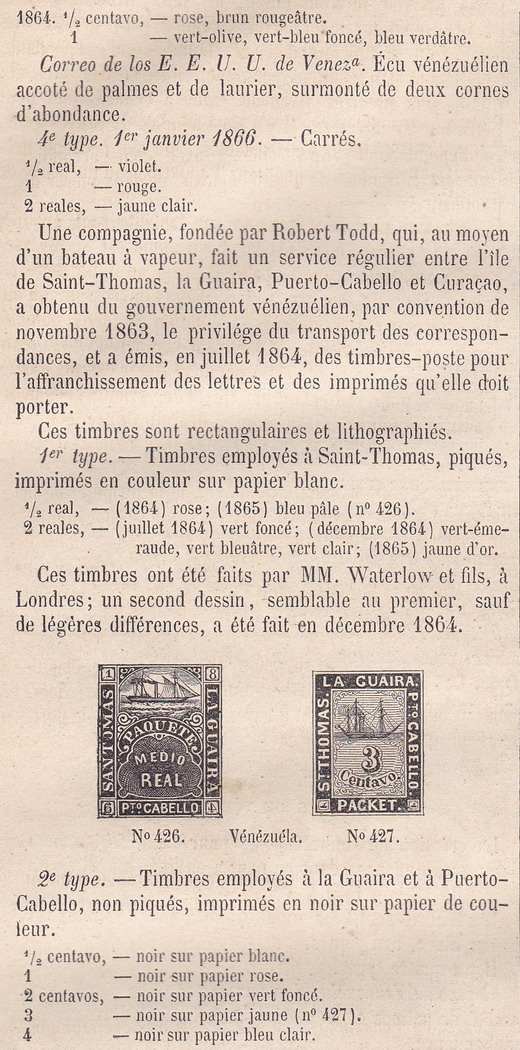 1864. 1/2 centavo, — rose, brun rougeâtre.
1 — vert-olive, vert-bleu foncé, bleu verdâtre.
Correo de los E. E. U. U. de Venezª. Écu vénézuélien
accoté de palmes et de laurier, surmonté de deux cornes
d'abondance.
4e type. 1er janvier 1866. — Carrés.
1/2 real, — violet.
1 — rouge.
2 reales, — jaune clair.
Une compagnie, fondée par Robert Todd, qui, au moyen
d'un bateau à vapeur, fait un service régulier entre l'île
de Saint-Thomas, la Guaira, Puerto-Cabello et Curaçao,
a obtenu du gouvernement vénézuélien, par convention de
novembre 1863, le privilége du transport des correspon-
dances, et a émis, en juillet 1864, des timbres-poste pour
l'affranchissement des lettres et des imprimés qu'elle doit
porter.
Ces timbres sont rectangulaires et lithographiés.
1er type. — Timbres employés à Saint-Thomas, piqués,
imprimés en couleur sur papier blanc.
1/2 real, — (1864) rose; (1865) bleu pâle (nº 426).
2 reales, — (juillet 1864) vert foncé; (décembre 1864) vert-éme-
raude, vert bleuâtre, vert clair; (1865) jaune d'or.
Ces timbres ont été faits par MM. Waterlow et fils, à
Londres; un second dessin, semblable au premier, sauf
de légères différences, a été fait en décembre 1864.
1 8
SANTOMAS
PAQUETE
MEDIO
REAL
LA GUAIRA
6 PTO CABELLO 4
LA GUAIRA.
ST THOMAS.
PTO CABELLO.
3
Centavo
PACKET.
Nº 426. Vénézuéla. Nº 427.
2e type. — Timbres employés à la Guaira et à Puerto-
Cabello, non piqués, imprimés en noir sur papier de cou-
leur.
1/2 centavo, — noir sur papier blanc.
1 — noir sur papier rose.
2 centavos, — noir sur papier vert foncé.
3 — noir sur papier jaune (nº 427).
4 — noir sur papier bleu clair.